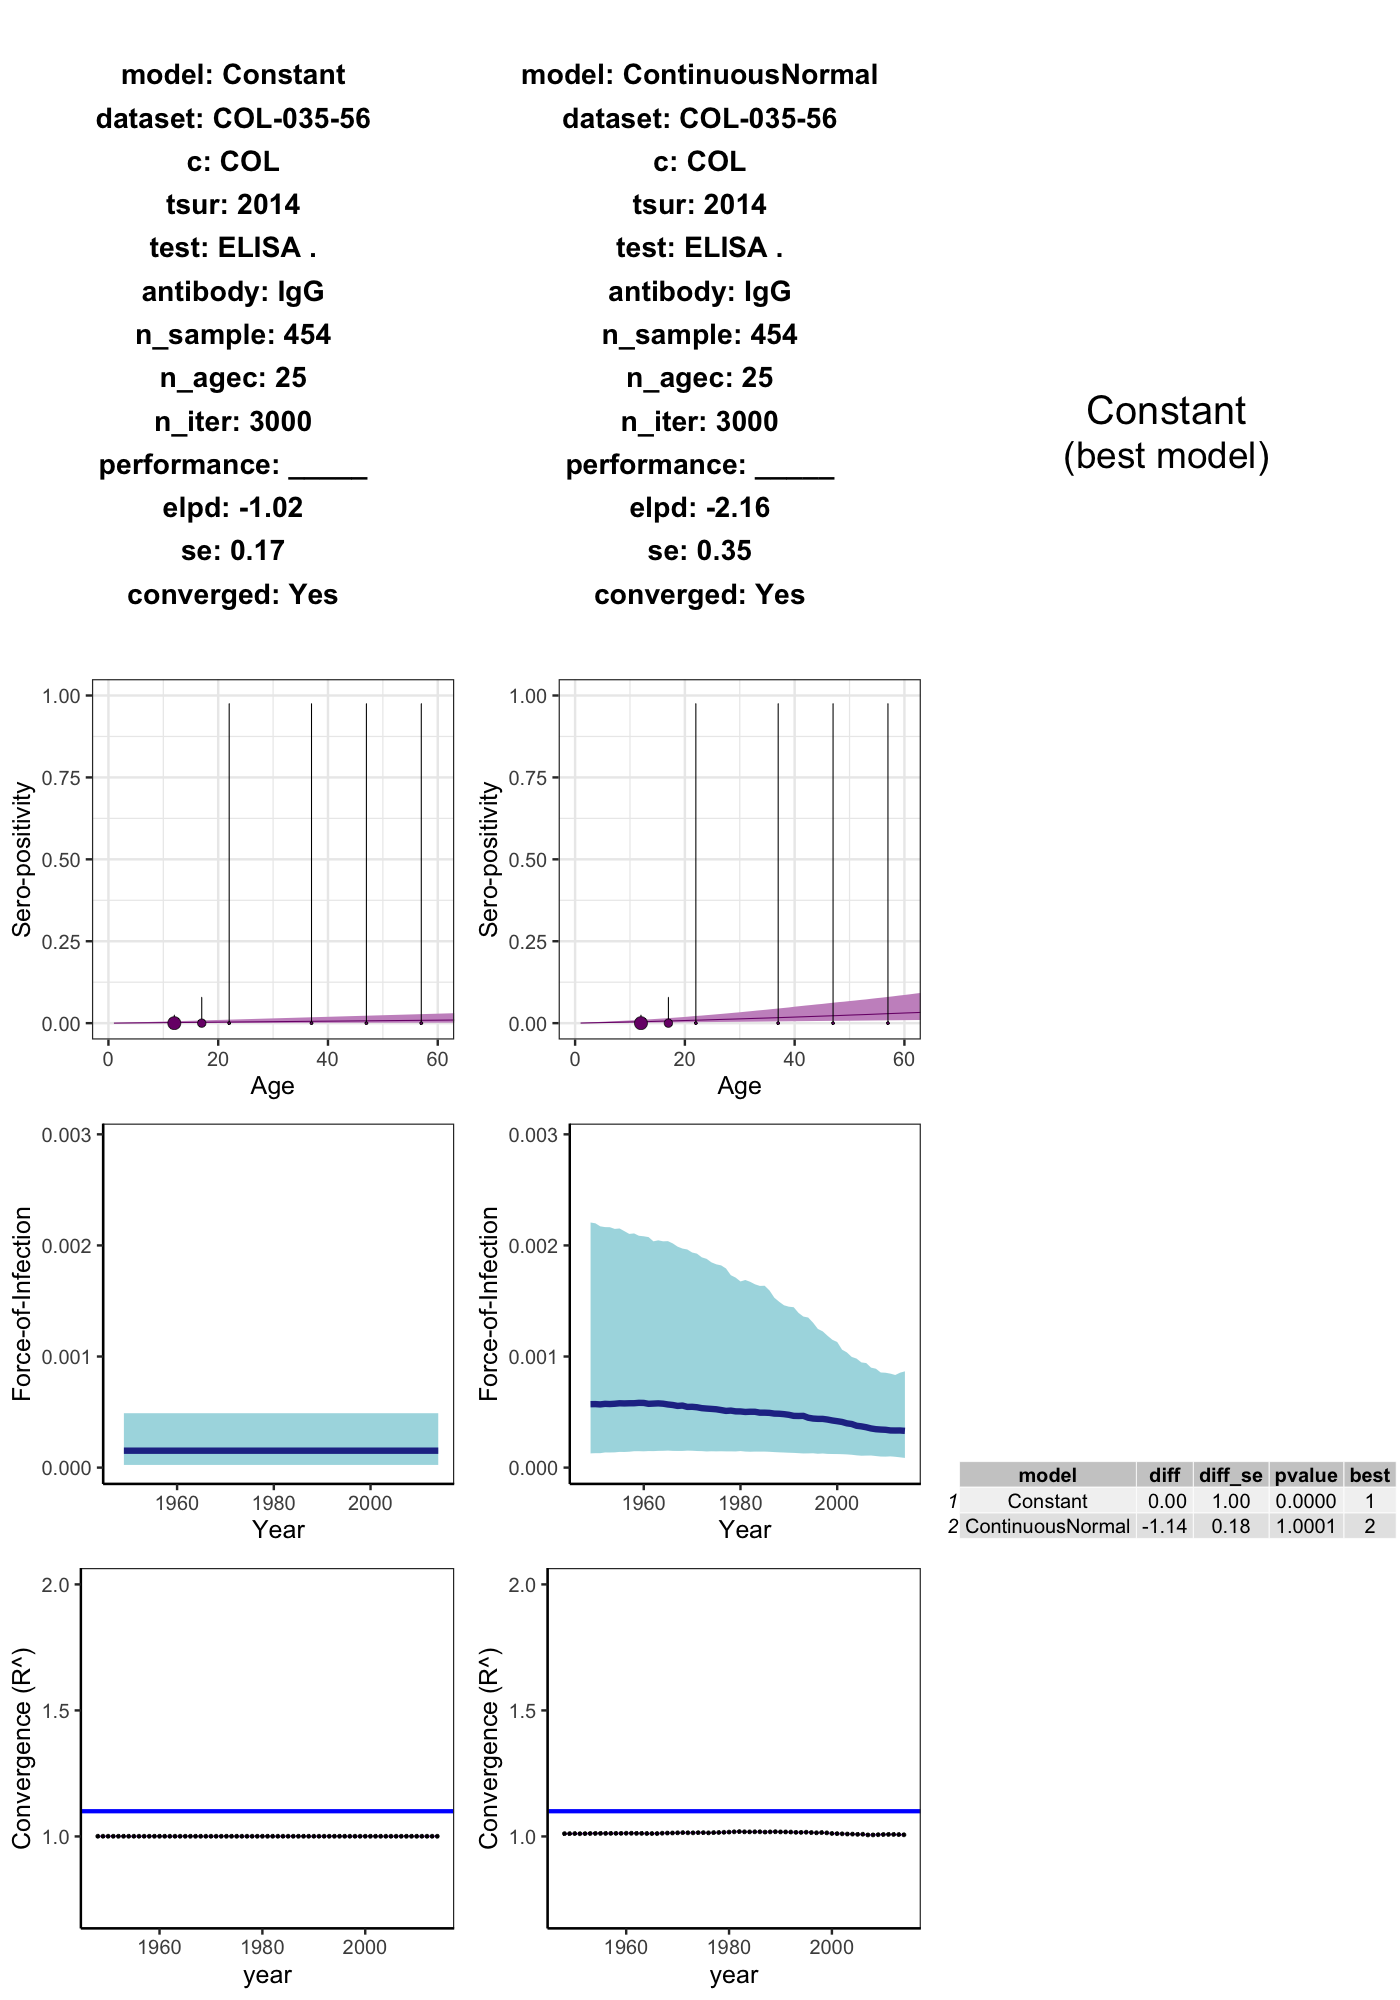 model: Constant
dataset: COL-035-56
c: COL
tsur: 2014
test: ELISA .
antibody: IgG
n_sample: 454
n_agec: 25
n_iter: 3000
performance: _____
elpd: -1.02
se: 0.17
converged: Yes
model: ContinuousNormal
dataset: COL-035-56
c: COL
tsur: 2014
test: ELISA .
antibody: IgG
n_sample: 454
n_agec: 25
n_iter: 3000
performance: _____
elpd: -2.16
se: 0.35
converged: Yes
Constant
(best model)
Sero-positivity
1.00
0.75
0.50
0.25
0.00
0 20 40 60
Age
Sero-positivity
1.00
0.75
0.50
0.25
0.00
0 20 40 60
Age
Force-of-Infection
0.003
0.002
0.001
0.000
1960 1980 2000
Year
Force-of-Infection
0.003
0.002
0.001
0.000
1960 1980 2000
Year
model diff diff_se pvalue best
1 Constant 0.00 1.00 0.0000 1
2 ContinuousNormal -1.14 0.18 1.0001 2
Convergence (R^)
2.0
1.5
1.0
1960 1980 2000
year
Convergence (R^)
2.0
1.5
1.0
1960 1980 2000
year